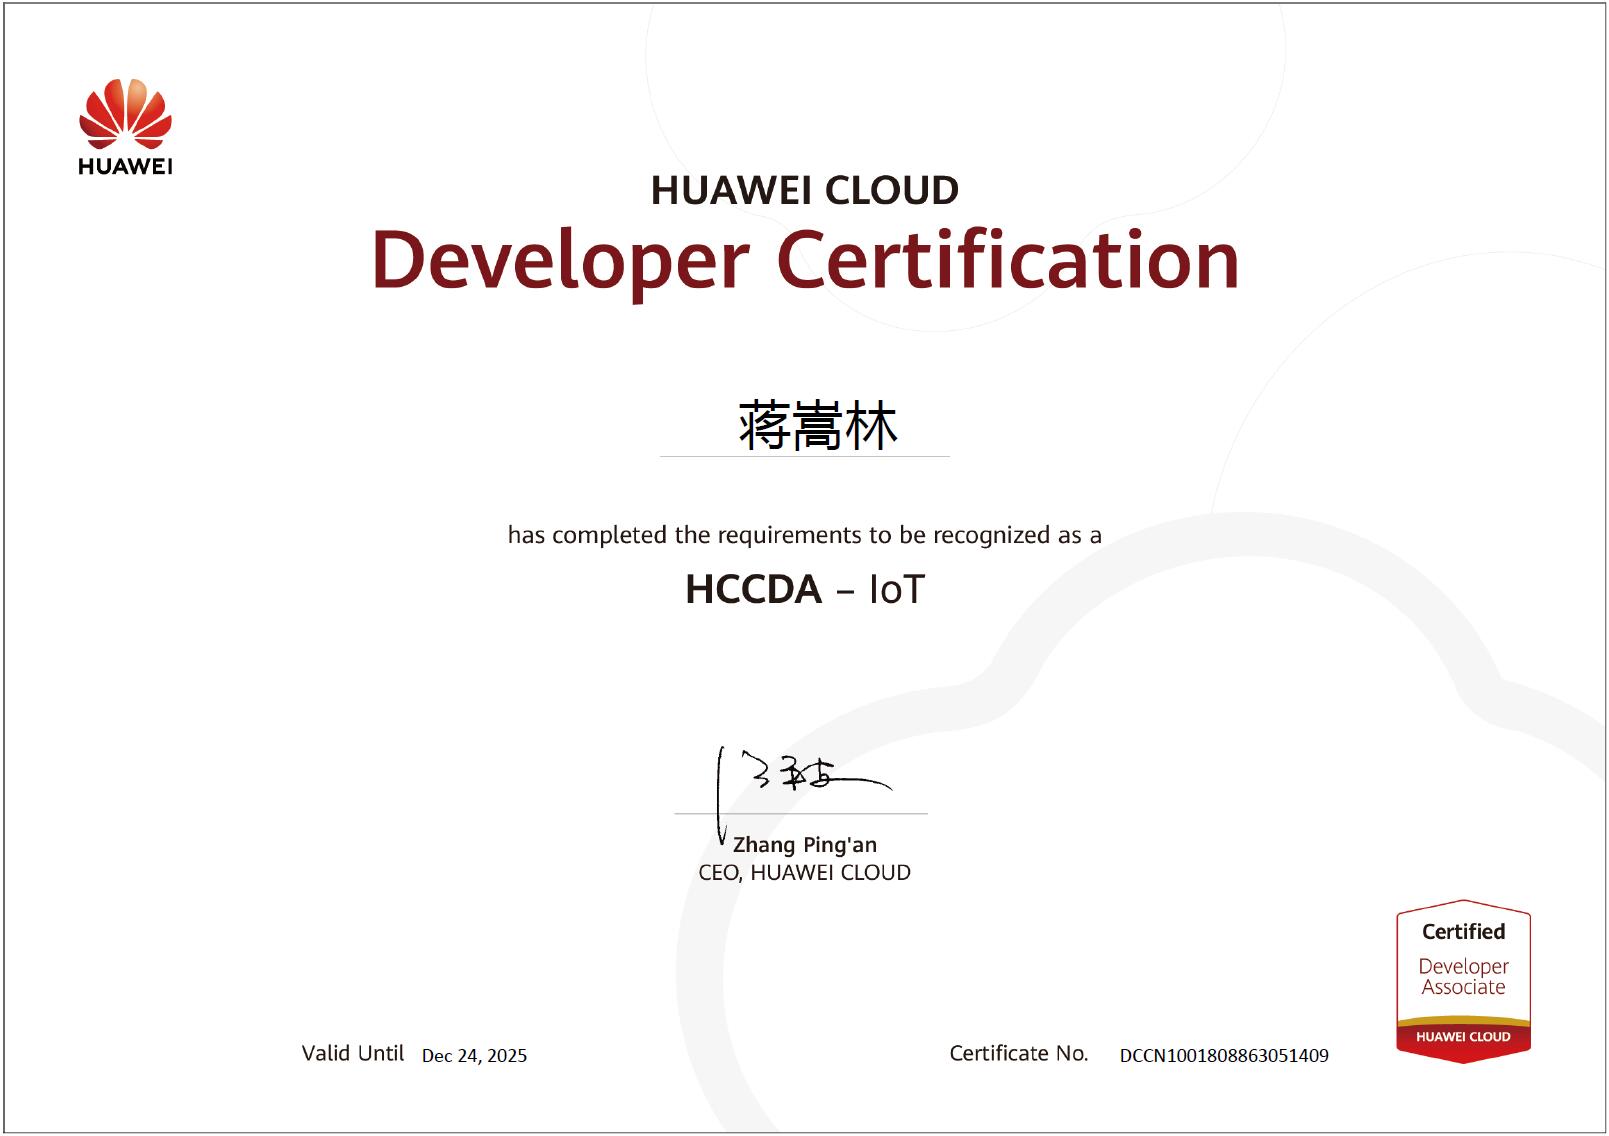 HUAWEI
HUAWEI CLOUD
Developer Certification
蒋嵩林
has completed the requirements to be recognized as a
HCCDA – IoT
Zhang Ping'an
CEO, HUAWEI CLOUD
Certified
Developer
Associate
HUAWEI CLOUD
Valid Until Dec 24, 2025
Certificate No. DCCN1001808863051409